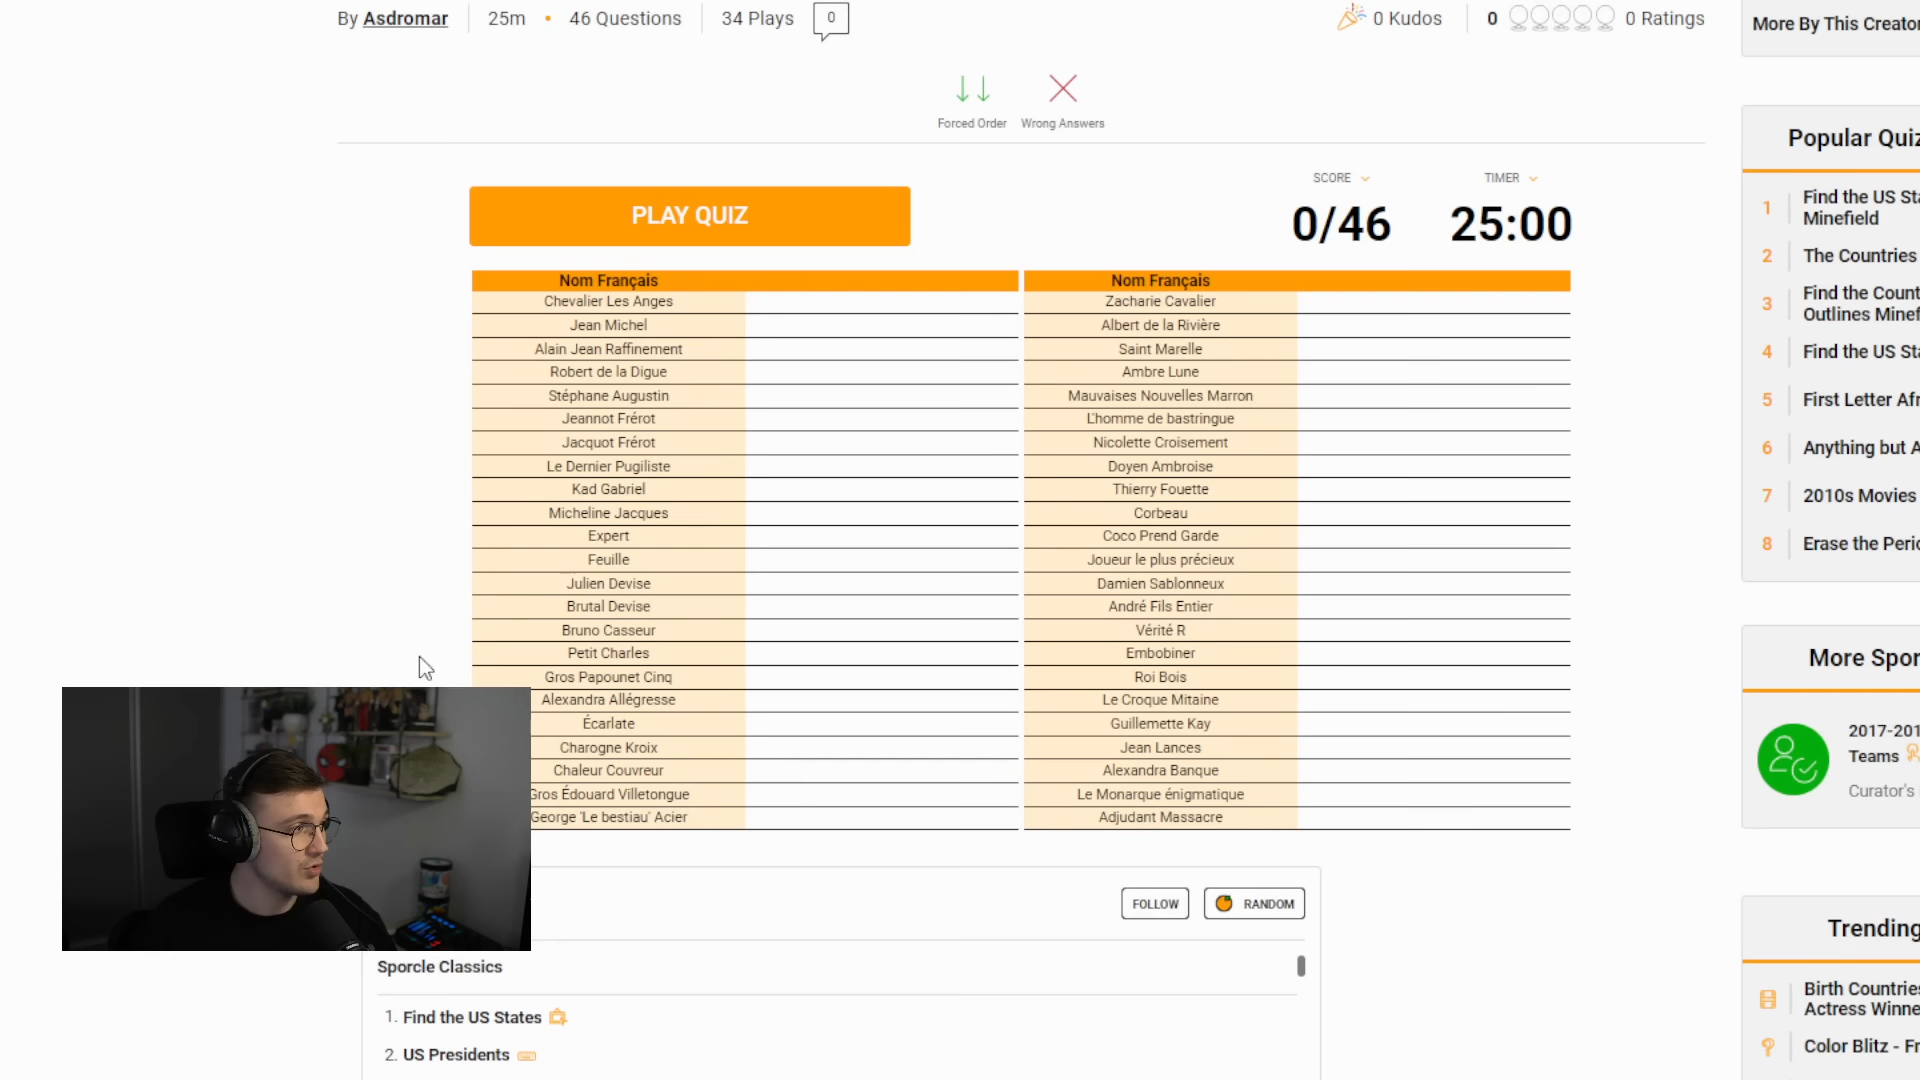 By Asdromar
25m • 46 Questions
34 Plays
0
0 Kudos
0
0 Ratings
More By This Creator
Forced Order
Wrong Answers
PLAY QUIZ
SCORE
0/46
TIMER
25:00
Nom Français
Chevalier Les Anges
Jean Michel
Alain Jean Raffinement
Robert de la Digue
Stéphane Augustin
Jeannot Frérot
Jacquot Frérot
Le Dernier Pugiliste
Kad Gabriel
Micheline Jacques
Expert
Feuille
Julien Devise
Brutal Devise
Bruno Casseur
Petit Charles
Gros Papounet Cinq
Alexandra Allégresse
Écarlate
Charogne Kroix
Chaleur Couvreur
Gros Édouard Villetongue
George 'Le bestiau' Acier
Nom Français
Zacharie Cavalier
Albert de la Rivière
Saint Marelle
Ambre Lune
Mauvaises Nouvelles Marron
L'homme de bastringue
Nicolette Croisement
Doyen Ambroise
Thierry Fouette
Corbeau
Coco Prend Garde
Joueur le plus précieux
Damien Sablonneux
André Fils Entier
Vérité R
Embobiner
Roi Bois
Le Croque Mitaine
Guillemette Kay
Jean Lances
Alexandra Banque
Le Monarque énigmatique
Adjudant Massacre
FOLLOW
RANDOM
Sporcle Classics
1. Find the US States
2. US Presidents
Popular Quiz
1 Find the US Sta
Minefield
2 The Countries
3 Find the Count
Outlines Minef
4 Find the US Sta
5 First Letter Afr
6 Anything but A
7 2010s Movies
8 Erase the Perio
More Spor
2017-201
Teams
Curator's
Trending
Birth Countries
Actress Winne
Color Blitz - Fr